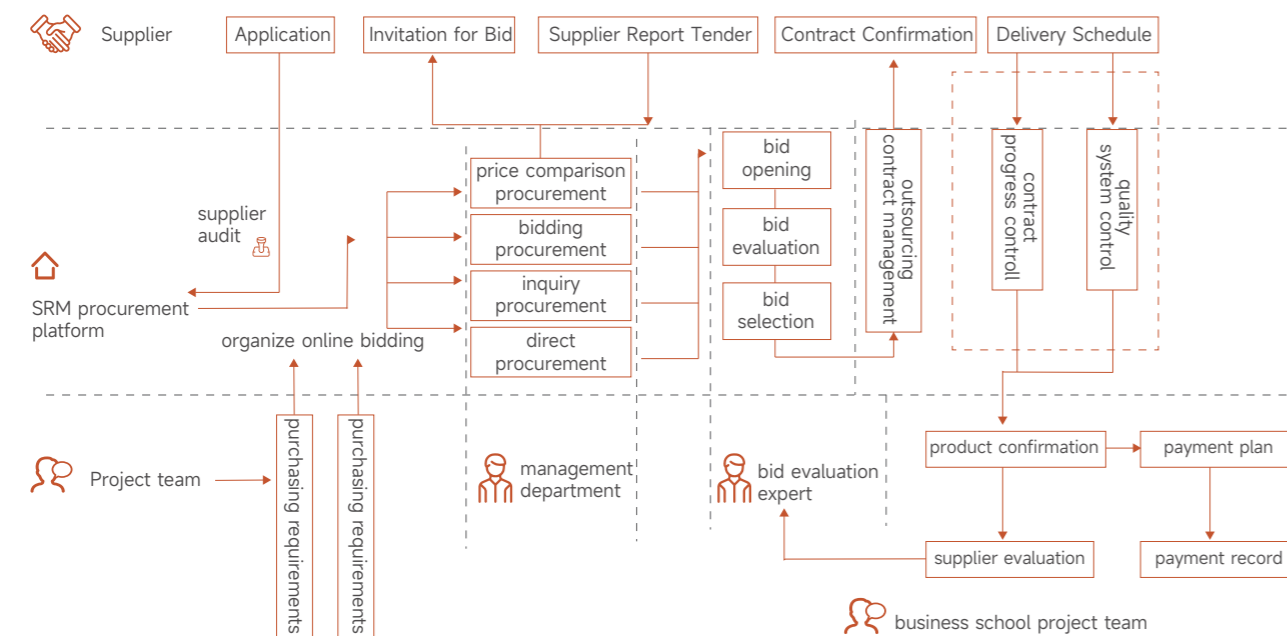 Supplier
Application
Invitation for Bid
Supplier Report Tender
Contract Confirmation
Delivery Schedule
supplier
audit
SRM procurement
platform
organize online bidding
price comparison
procurement
bidding
procurement
inquiry
procurement
direct
procurement
bid
opening
bid
evaluation
bid
selection
outsourcing
contract management
contract
progress controll
quality
system control
Project team
purchasing requirements
purchasing requirements
management
department
bid evaluation
expert
product confirmation
payment plan
supplier evaluation
payment record
business school project team